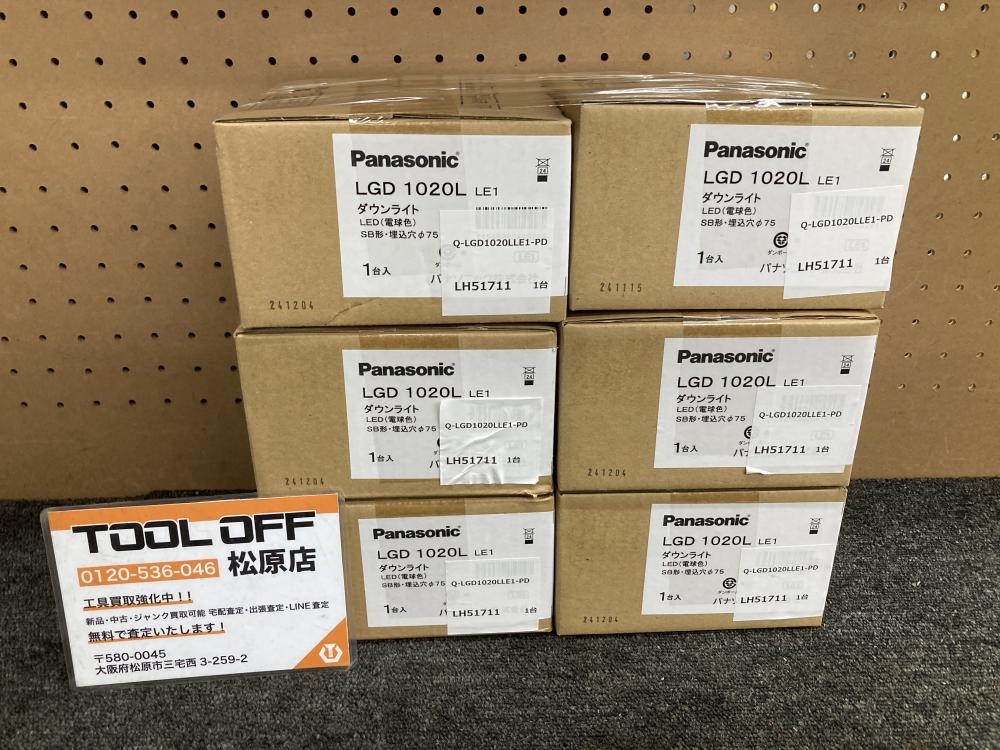 Panasonic
LGD 1020L LE1
ダウンライト
LED(電球色)
SB形・埋込穴φ75
1台入
Q-LGD1020LLE1-PD
LH51711 1台
241204
24
Panasonic
LGD 1020L LE1
ダウンライト
LED(電球色)
SB形・埋込穴φ75
1台入
パナ
Q-LGD1020LLE1-PD
LH51711 1台
241115
24
Panasonic
LGD 1020L LE1
ダウンライト
LED(電球色)
SB形・埋込穴φ75
1台入
Q-LGD1020LLE1-PD
LH51711 1台
241204
24
Panasonic
LGD 1020L LE1
ダウンライト
LED(電球色)
SB形・埋込穴φ75
1台入
Q-LGD1020LLE1-PD
LH51711 1台
241204
24
Panasonic
LGD 1020L LE1
ダウンライト
LED(電球色)
SB形・埋込穴φ75
1台入
Q-LGD1020LLE1-PD
LH51711 1台
Panasonic
LGD 1020L LE1
ダウンライト
LED(電球色)
SB形・埋込穴φ75
1台入
パナ
Q-LGD1020LLE1-PD
LH51711 1台
241204
TOOL OFF
0120-536-046 松原店
工具買取強化中!!
新品・中古・ジャンク買取可能 宅配査定・出張査定・LINE査定
無料で査定いたします!
〒580-0045
大阪府松原市三宅西 3-259-2